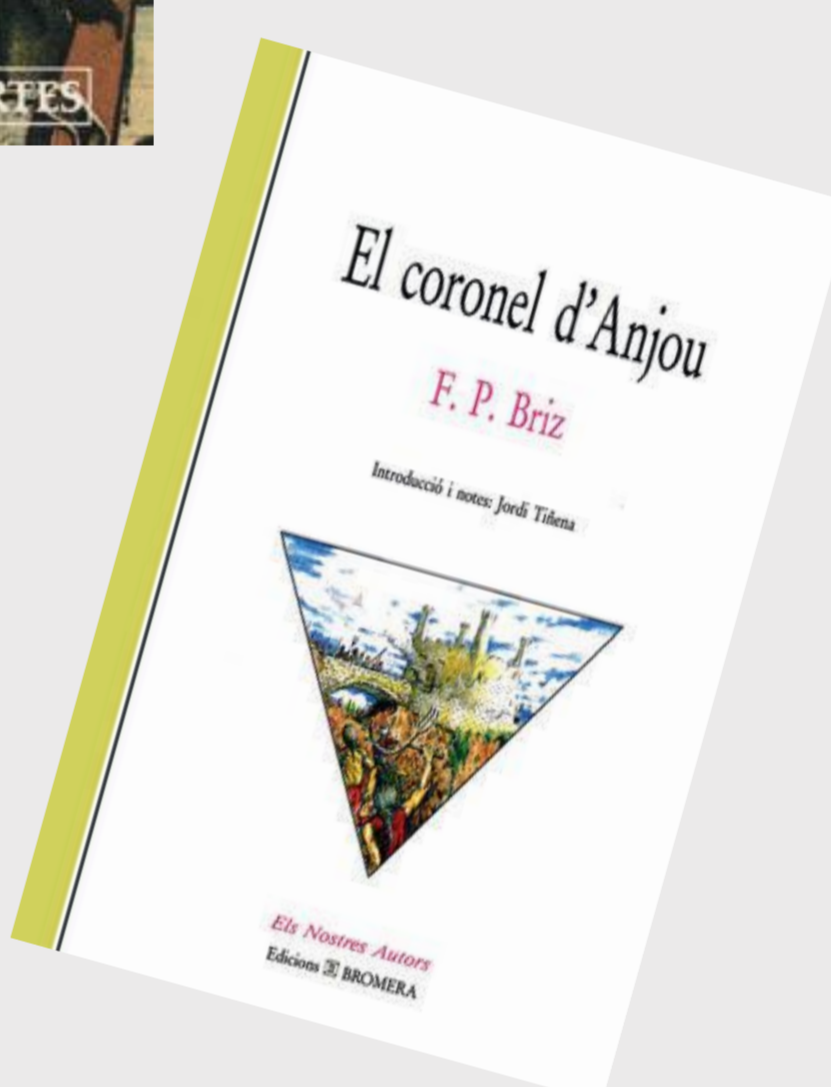 El coronel d'Anjou
F. P. Briz
Introducció i notes: Jordi Tiñena
Els Nostres Autors
Edicions BROMERA